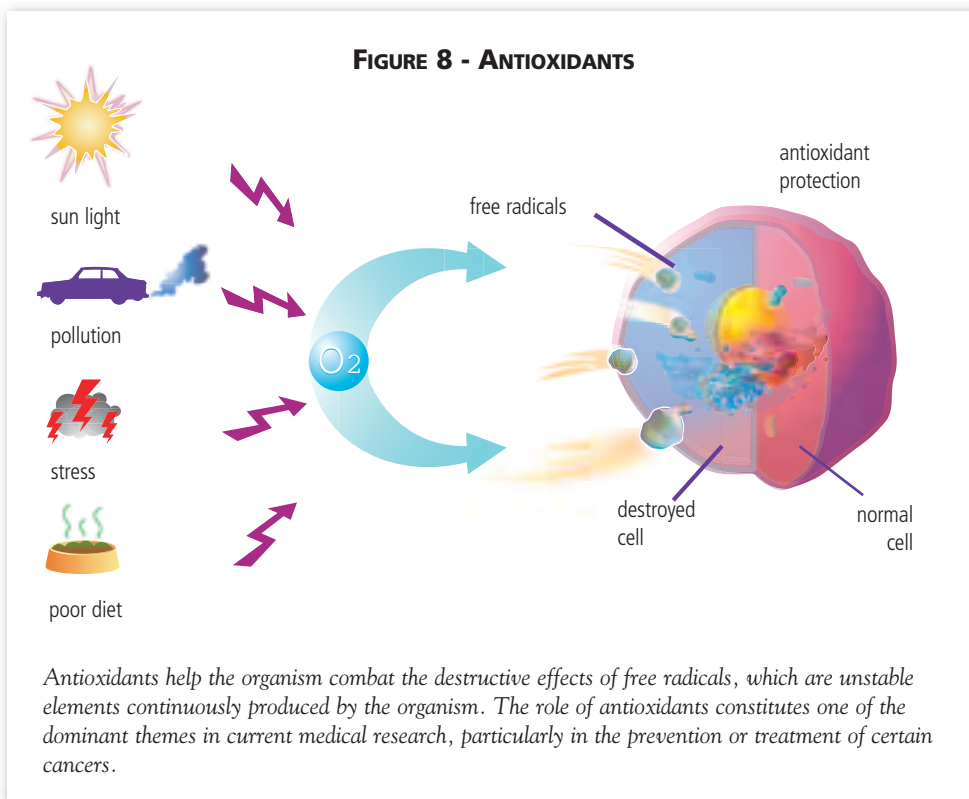 FIGURE 8 - ANTIOXIDANTS
sun light
pollution
stress
poor diet
O2
free radicals
antioxidant
protection
destroyed
cell
normal
cell
Antioxidants help the organism combat the destructive effects of free radicals, which are unstable
elements continuously produced by the organism. The role of antioxidants constitutes one of the
dominant themes in current medical research, particularly in the prevention or treatment of certain
cancers.